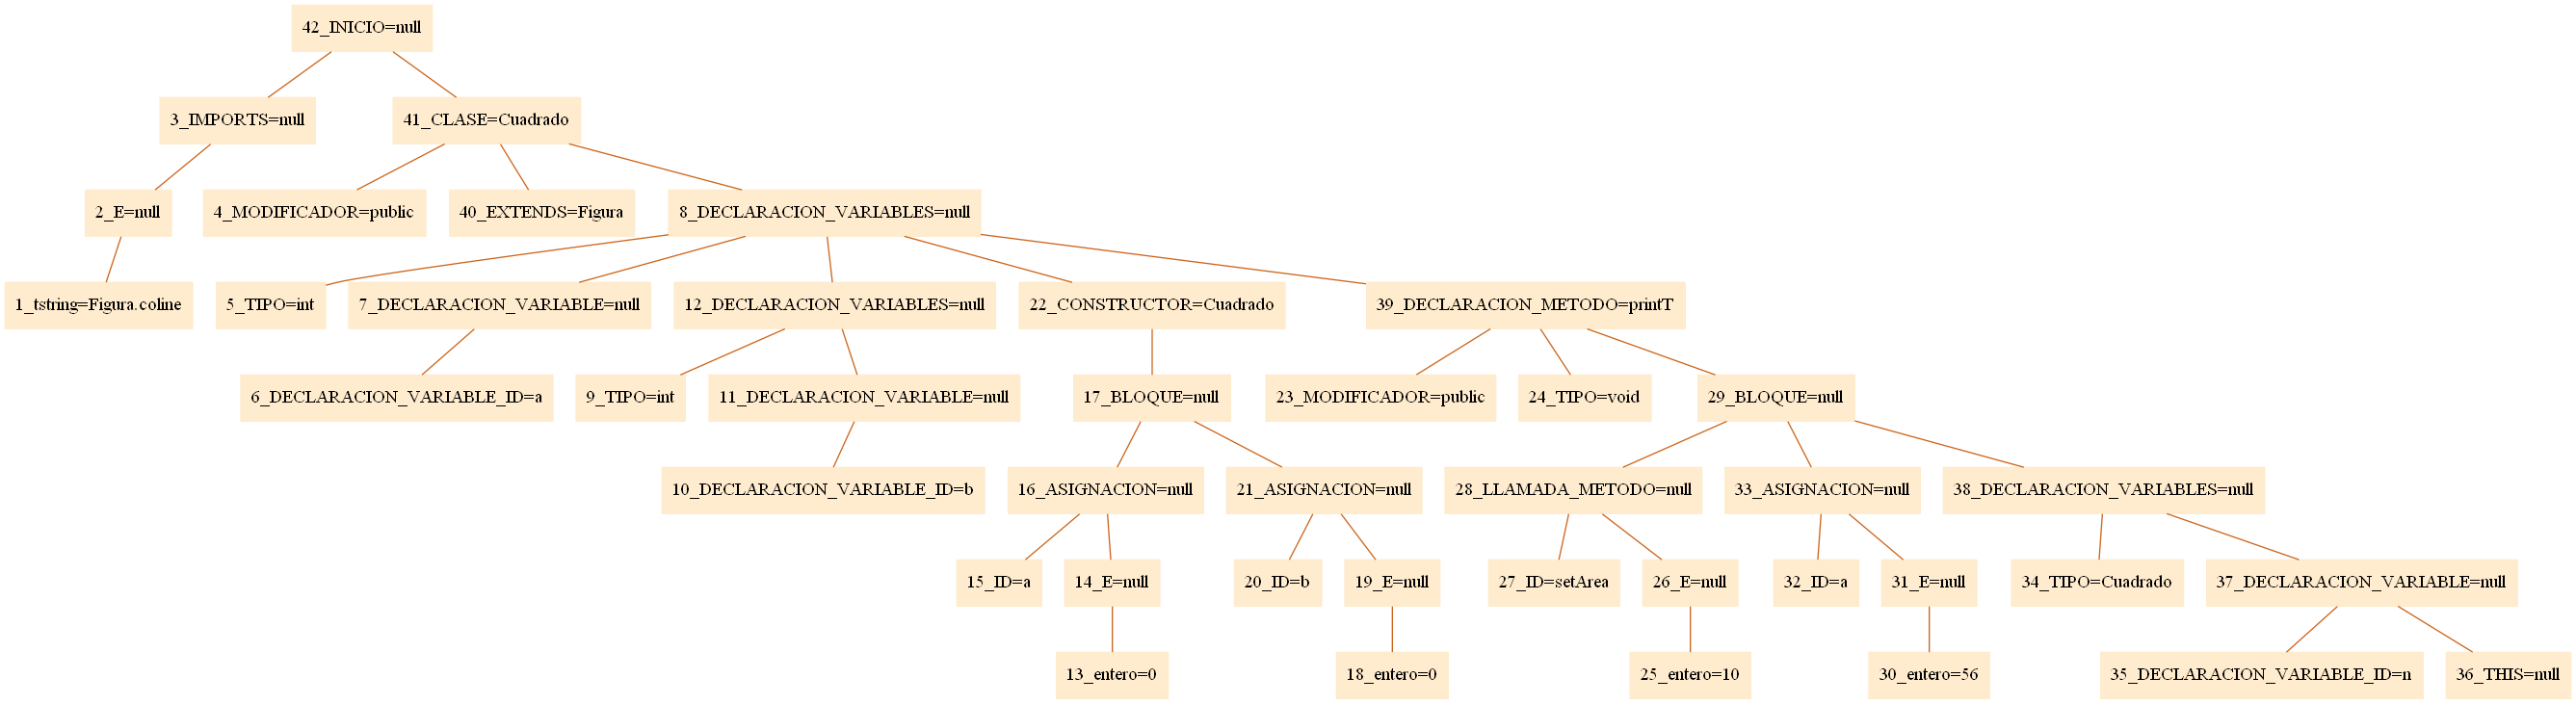 42_INICIO=null
3_IMPORTS=null
41_CLASE=Cuadrado
2_E=null
4_MODIFICADOR=public
40_EXTENDS=Figura
8_DECLARACION_VARIABLES=null
1_tstring=Figura.coline
5_TIPO=int
7_DECLARACION_VARIABLE=null
12_DECLARACION_VARIABLES=null
22_CONSTRUCTOR=Cuadrado
39_DECLARACION_METODO=printT
6_DECLARACION_VARIABLE_ID=a
9_TIPO=int
11_DECLARACION_VARIABLE=null
17_BLOQUE=null
23_MODIFICADOR=public
24_TIPO=void
29_BLOQUE=null
10_DECLARACION_VARIABLE_ID=b
16_ASIGNACION=null
21_ASIGNACION=null
28_LLAMADA_METODO=null
33_ASIGNACION=null
38_DECLARACION_VARIABLES=null
15_ID=a
14_E=null
20_ID=b
19_E=null
27_ID=setArea
26_E=null
32_ID=a
31_E=null
34_TIPO=Cuadrado
37_DECLARACION_VARIABLE=null
13_entero=0
18_entero=0
25_entero=10
30_entero=56
35_DECLARACION_VARIABLE_ID=n
36_THIS=null